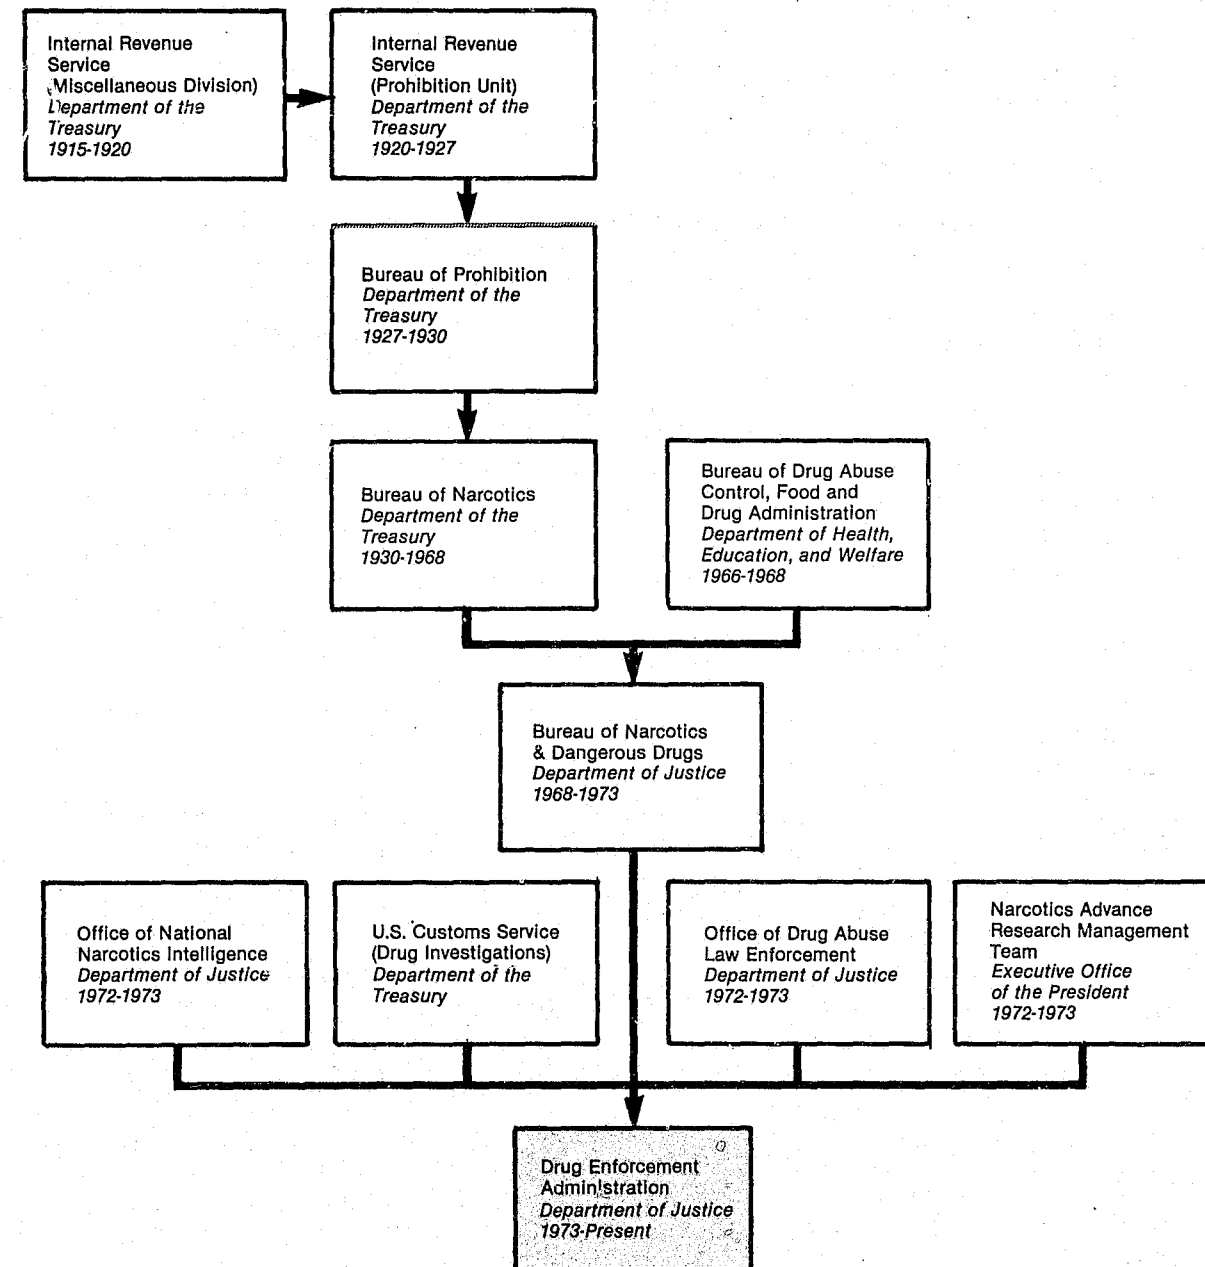 Internal Revenue
Service
(Miscellaneous Division)
Department of the
Treasury
1915-1920
Internal Revenue
Service
(Prohibition Unit)
Department of the
Treasury
1920-1927
Bureau of Prohibition
Department of the
Treasury
1927-1930
Bureau of Narcotics
Department of the
Treasury
1930-1968
Bureau of Drug Abuse
Control, Food and
Drug Administration
Department of Health,
Education, and Welfare
1966-1968
Bureau of Narcotics
& Dangerous Drugs
Department of Justice
1968-1973
Office of National
Narcotics Intelligence
Department of Justice
1972-1973
U.S. Customs Service
(Drug Investigations)
Department of the
Treasury
Office of Drug Abuse
Law Enforcement
Department of Justice
1972-1973
Narcotics Advance
Research Management
Team
Executive Office
of the President
1972-1973
Drug Enforcement
Administration
Department of Justice
1973-Present